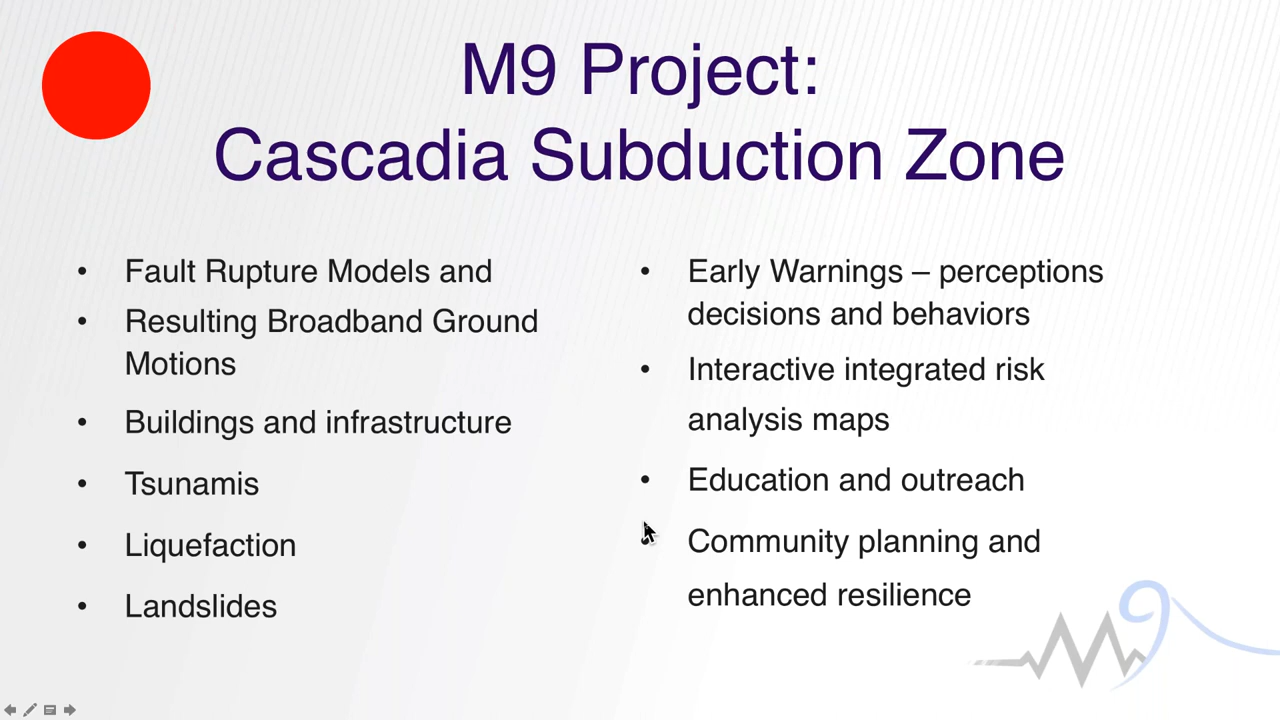 M9 Project:
Cascadia Subduction Zone
• Fault Rupture Models and
• Resulting Broadband Ground
Motions
• Buildings and infrastructure
• Tsunamis
• Liquefaction
• Landslides
• Early Warnings – perceptions
decisions and behaviors
• Interactive integrated risk
analysis maps
• Education and outreach
• Community planning and
enhanced resilience
M9